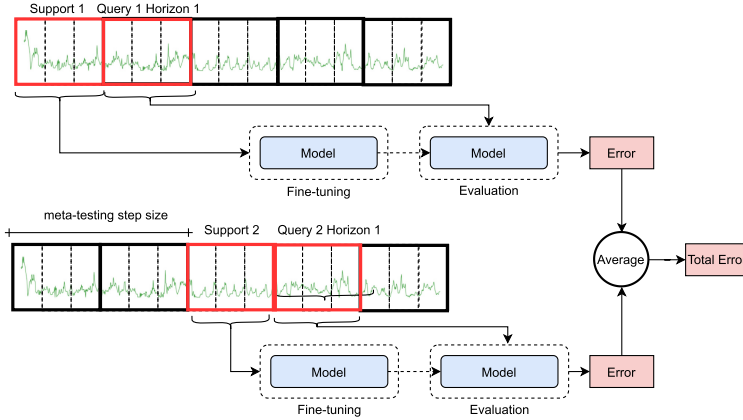 Support 1
Query 1 Horizon 1
Model
Model
Error
Fine-tuning
Evaluation
meta-testing step size
Support 2
Query 2 Horizon 1
Average
Total Error
Model
Model
Error
Fine-tuning
Evaluation